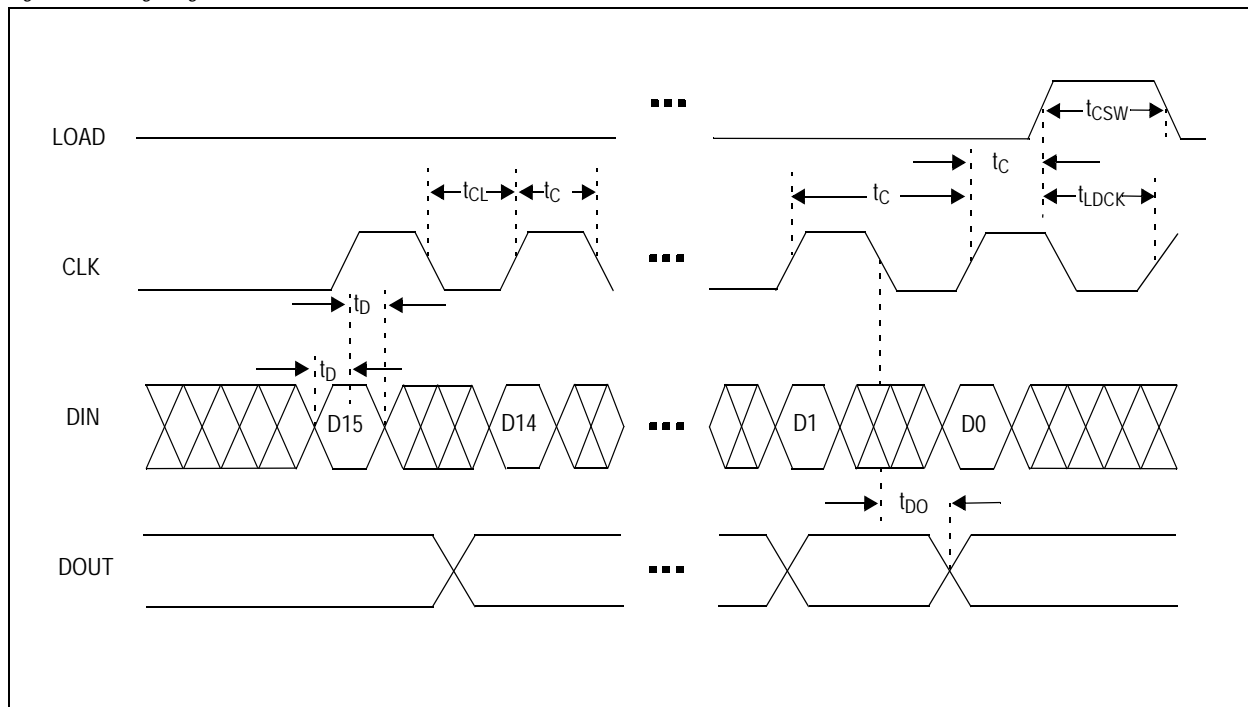 LOAD
tCSW
tC
tCL
tC
tC
tLDCK
CLK
tD
tD
DIN
D15
D14
D1
D0
tDO
DOUT